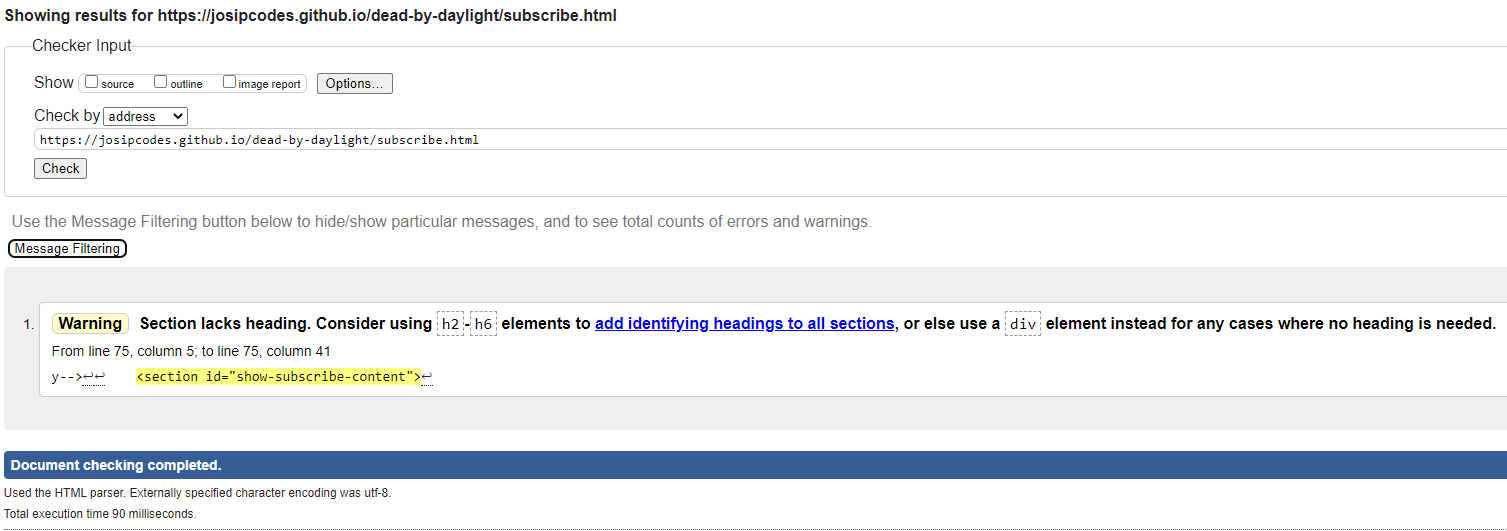 Showing results for https://josipcodes.github.io/dead-by-daylight/subscribe.html
Checker Input
Show source outline image report Options...
Check by address
https://josipcodes.github.io/dead-by-daylight/subscribe.html
Check
Use the Message Filtering button below to hide/show particular messages, and to see total counts of errors and warnings.
Message Filtering
1. Warning Section lacks heading. Consider using h2-h6 elements to add identifying headings to all sections, or else use a div element instead for any cases where no heading is needed.
From line 75, column 5; to line 75, column 41
y-->↩↩ <section id="show-subscribe-content">↩
Document checking completed.
Used the HTML parser. Externally specified character encoding was utf-8.
Total execution time 90 milliseconds.